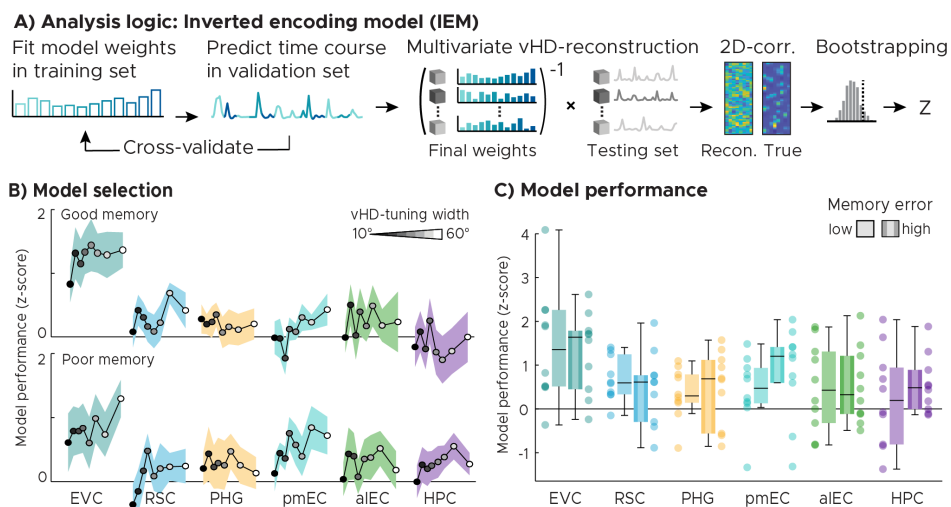 A) Analysis logic: Inverted encoding model (IEM)
Fit model weights
in training set
Predict time course
in validation set
Cross-validate
Multivariate vHD-reconstruction
-1
×
Final weights
Testing set
2D-corr.
Recon. True
Bootstrapping
Z
B) Model selection
Model performance (z-score)
2
Good memory
vHD-tuning width
10° 60°
0
2
Poor memory
0
EVC RSC PHG pmEC alEC HPC
C) Model performance
Memory error
low high
Model performance (z-score)
4
3
2
1
0
-1
EVC RSC PHG pmEC alEC HPC